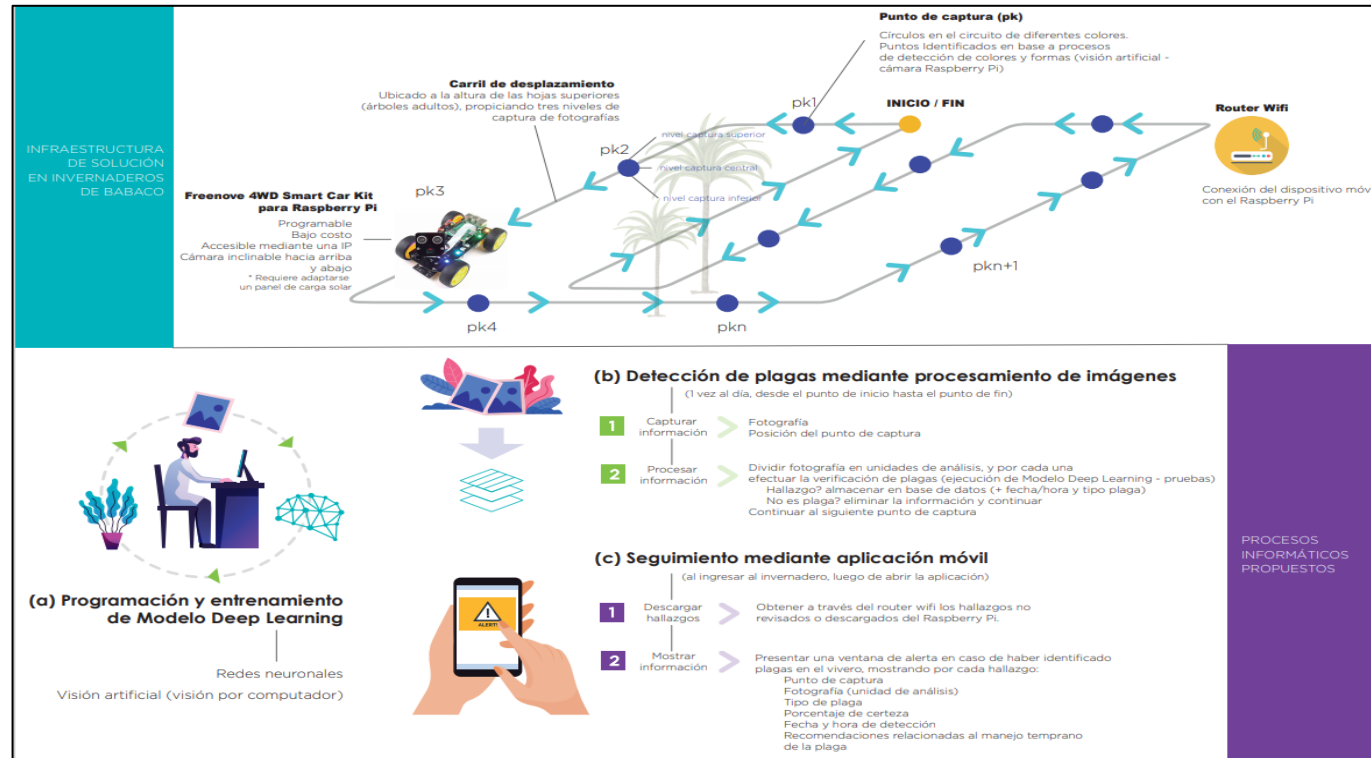 INFRAESTRUCTURA
DE SOLUCIÓN
EN INVERNADEROS
DE BABACO
Punto de captura (pk)
Círculos en el circuito de diferentes colores.
Puntos Identificados en base a procesos
de detección de colores y formas (visión artificial -
cámara Raspberry Pi)
Carril de desplazamiento
Ubicado a la altura de las hojas superiores
(árboles adultos), propiciando tres niveles de
captura de fotografías
pk1
INICIO / FIN
Router Wifi
Conexión del dispositivo móv
con el Raspberry Pi
pk2
nivel captura superior
nivel captura central
nivel captura inferior
pk3
Freenove 4WD Smart Car Kit
para Raspberry Pi
Programable
Bajo costo
Accesible mediante una IP
Cámara inclinable hacia arriba
y abajo
* Requiere adaptarse
un panel de carga solar
pk4
pkn
pkn+1
(a) Programación y entrenamiento
de Modelo Deep Learning
Redes neuronales
Visión artificial (visión por computador)
(b) Detección de plagas mediante procesamiento de imágenes
(1 vez al día, desde el punto de inicio hasta el punto de fin)
1 Capturar
información
Fotografía
Posición del punto de captura
2 Procesar
información
Dividir fotografía en unidades de análisis, y por cada una
efectuar la verificación de plagas (ejecución de Modelo Deep Learning - pruebas)
Hallazgo? almacenar en base de datos (+ fecha/hora y tipo plaga)
No es plaga? eliminar la información y continuar
Continuar al siguiente punto de captura
(c) Seguimiento mediante aplicación móvil
(al ingresar al invernadero, luego de abrir la aplicación)
ALERT!
1 Descargar
hallazgos
Obtener a través del router wifi los hallazgos no
revisados o descargados del Raspberry Pi.
2 Mostrar
información
Presentar una ventana de alerta en caso de haber identificado
plagas en el vivero, mostrando por cada hallazgo:
Punto de captura
Fotografía (unidad de análisis)
Tipo de plaga
Porcentaje de certeza
Fecha y hora de detección
Recomendaciones relacionadas al manejo temprano
de la plaga
PROCESOS
INFORMÁTICOS
PROPUESTOS